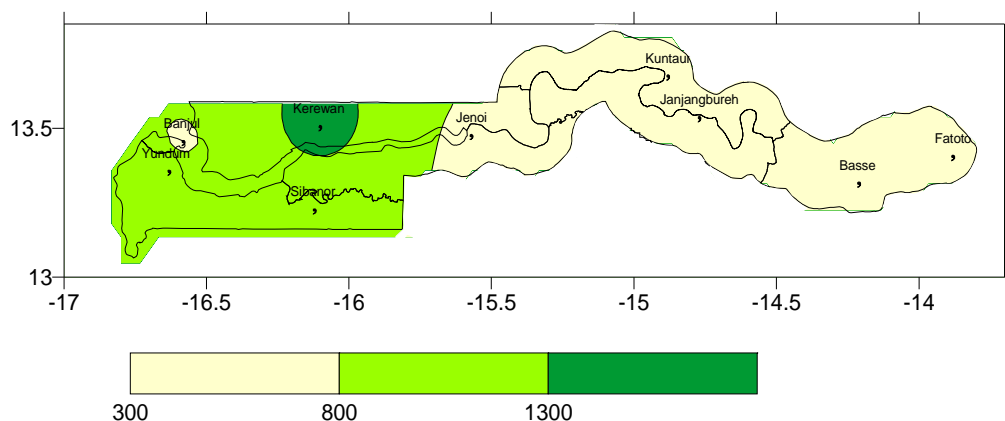 Kuntaur
Janjangbureh
Kerewan
Jenoi
Banjul
13.5
Fatoto
Yundum
Basse
Sibanor
13
-17
-16.5
-16
-15.5
-15
-14.5
-14
300
800
1300